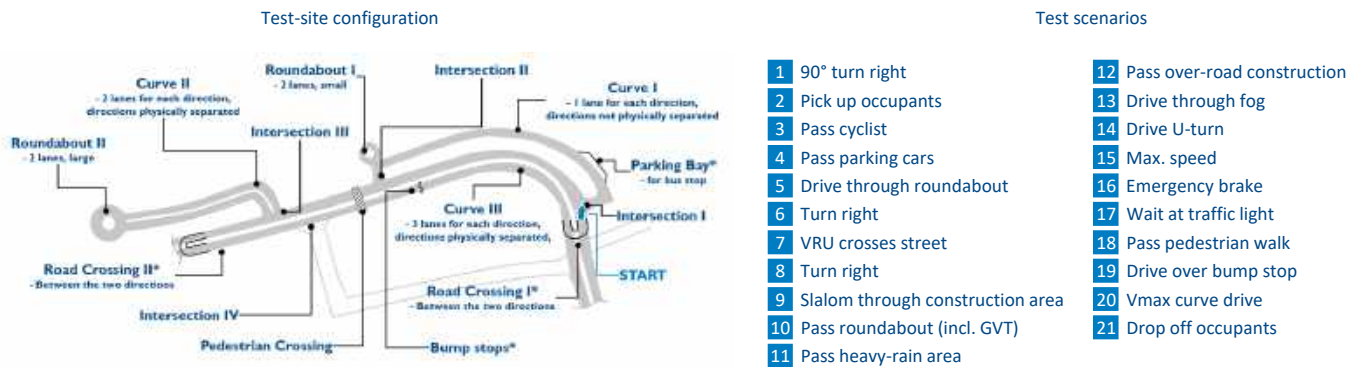 Test-site configuration
Test scenarios
Roundabout I
- 2 lanes, small
Intersection II
Curve II
- 2 lanes for each direction,
directions physically separated
Curve I
- 1 lane for each direction,
directions not physically separated
Intersection III
Roundabout II
- 2 lanes, large
Parking Bay*
- for bus stop
Curve III
- 3 lanes for each direction,
directions physically separated,
Intersection I
Road Crossing II*
- Between the two directions
START
Road Crossing I*
- Between the two directions
Intersection IV
Pedestrian Crossing
Bump stops*
1 90° turn right
2 Pick up occupants
3 Pass cyclist
4 Pass parking cars
5 Drive through roundabout
6 Turn right
7 VRU crosses street
8 Turn right
9 Slalom through construction area
10 Pass roundabout (incl. GVT)
11 Pass heavy-rain area
12 Pass over-road construction
13 Drive through fog
14 Drive U-turn
15 Max. speed
16 Emergency brake
17 Wait at traffic light
18 Pass pedestrian walk
19 Drive over bump stop
20 Vmax curve drive
21 Drop off occupants